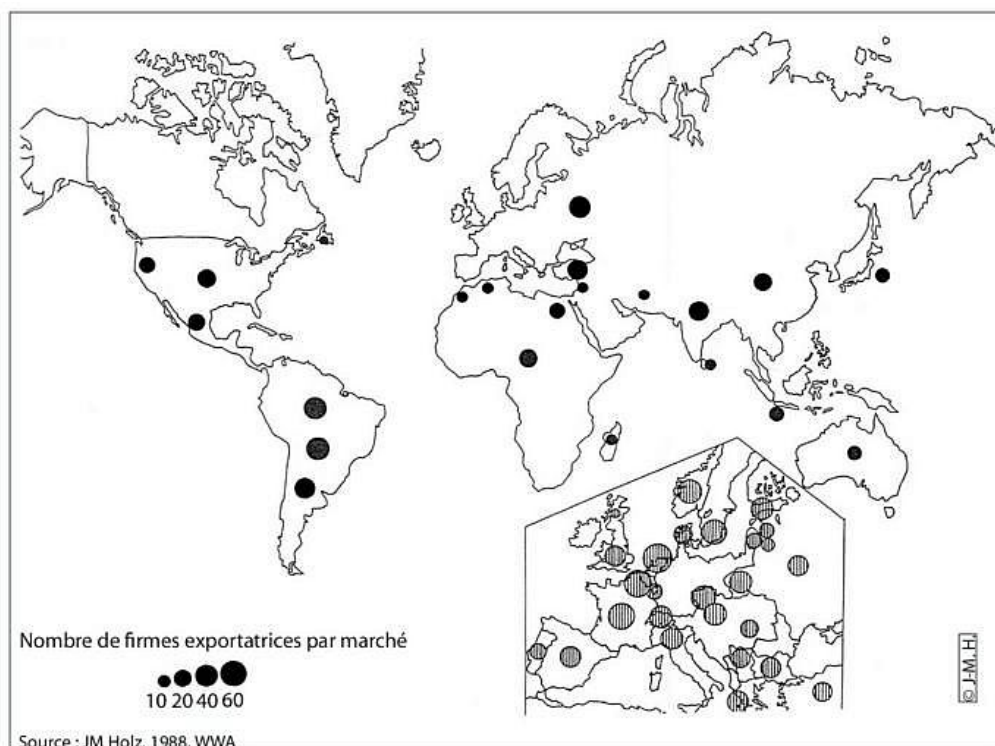 Nombre de firmes exportatrices par marché
10 20 40 60
Source : JM Holz, 1988, WWA
© J-M.H.